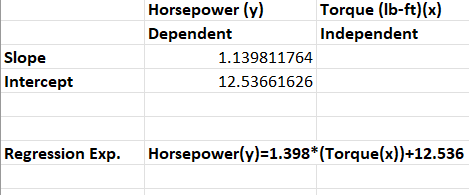 Horsepower (y) Torque (lb-ft)(x)
Dependent Independent
Slope 1.139811764
Intercept 12.53661626
Regression Exp. Horsepower(y)=1.398*(Torque(x))+12.536